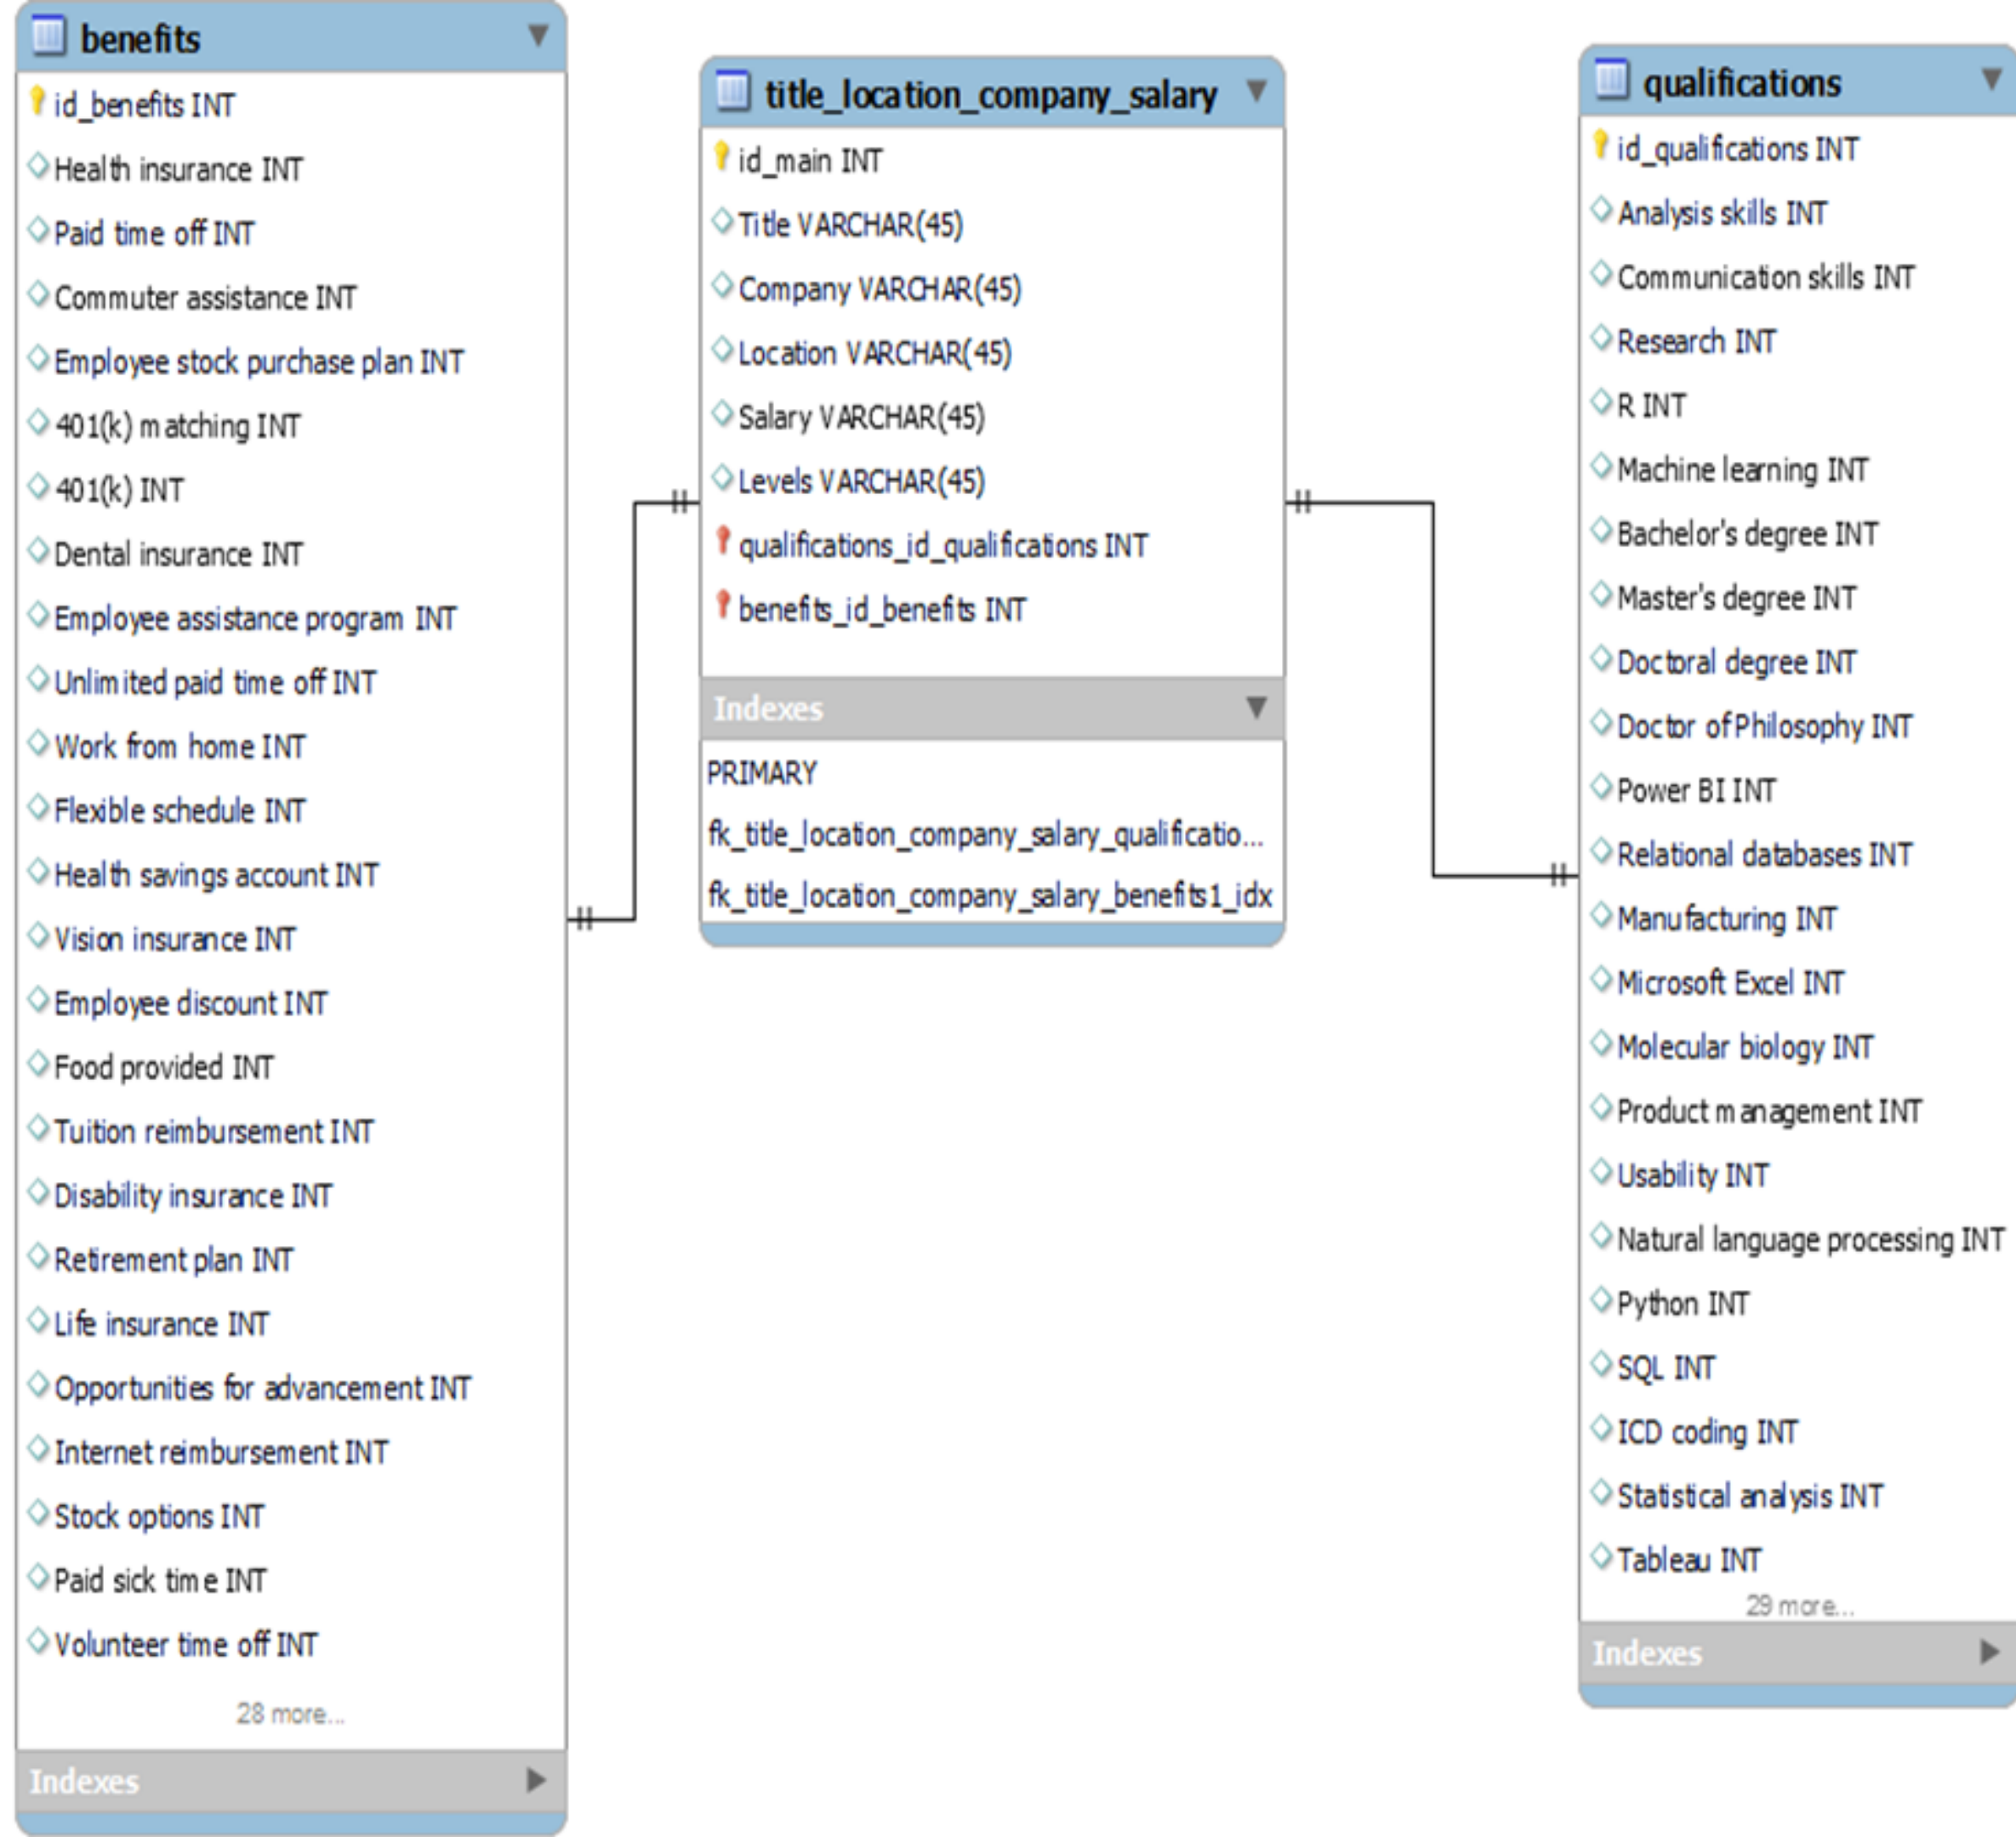 benefits
id_benefits INT
Health insurance INT
Paid time off INT
Commuter assistance INT
Employee stock purchase plan INT
401(k) matching INT
401(k) INT
Dental insurance INT
Employee assistance program INT
Unlimited paid time off INT
Work from home INT
Flexible schedule INT
Health savings account INT
Vision insurance INT
Employee discount INT
Food provided INT
Tuition reimbursement INT
Disability insurance INT
Retirement plan INT
Life insurance INT
Opportunities for advancement INT
Internet reimbursement INT
Stock options INT
Paid sick time INT
Volunteer time off INT
28 more...
Indexes
title_location_company_salary
id_main INT
Title VARCHAR(45)
Company VARCHAR(45)
Location VARCHAR(45)
Salary VARCHAR(45)
Levels VARCHAR(45)
qualifications_id_qualifications INT
benefits_id_benefits INT
Indexes
PRIMARY
fk_title_location_company_salary_qualificatio...
fk_title_location_company_salary_benefits1_idx
qualifications
id_qualifications INT
Analysis skills INT
Communication skills INT
Research INT
R INT
Machine learning INT
Bachelor's degree INT
Master's degree INT
Doctoral degree INT
Doctor of Philosophy INT
Power BI INT
Relational databases INT
Manufacturing INT
Microsoft Excel INT
Molecular biology INT
Product management INT
Usability INT
Natural language processing INT
Python INT
SQL INT
ICD coding INT
Statistical analysis INT
Tableau INT
29 more...
Indexes